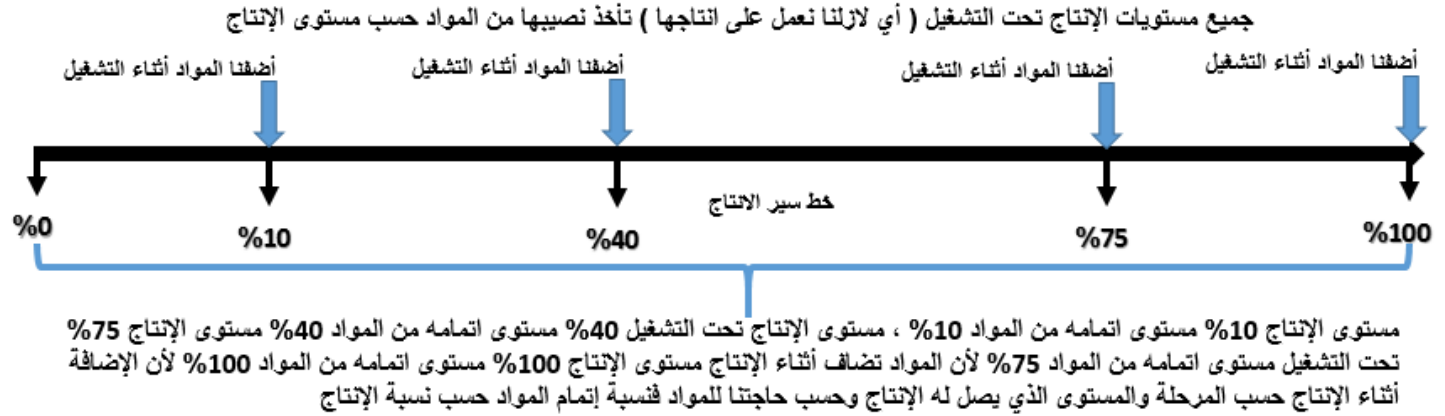 جميع مستويات الإنتاج تحت التشغيل ( أي لازلنا نعمل على انتاجها ) تأخذ نصيبها من المواد حسب مستوى الإنتاج
أضفنا المواد أثناء التشغيل
أضفنا المواد أثناء التشغيل
أضفنا المواد أثناء التشغيل
أضفنا المواد أثناء التشغيل
خط سير الانتاج
%0
%10
%40
%75
%100
مستوى الإنتاج 10% مستوى اتمامه من المواد 10% ، مستوى الإنتاج تحت التشغيل 40% مستوى اتمامه من المواد 40% مستوى الإنتاج 75%
تحت التشغيل مستوى اتمامه من المواد 75% لأن المواد تضاف أثناء الإنتاج مستوى الإنتاج 100% مستوى اتمامه من المواد 100% لأن الإضافة
أثناء الإنتاج حسب المرحلة والمستوى الذي يصل له الإنتاج وحسب حاجتنا للمواد فنسبة إتمام المواد حسب نسبة الإنتاج